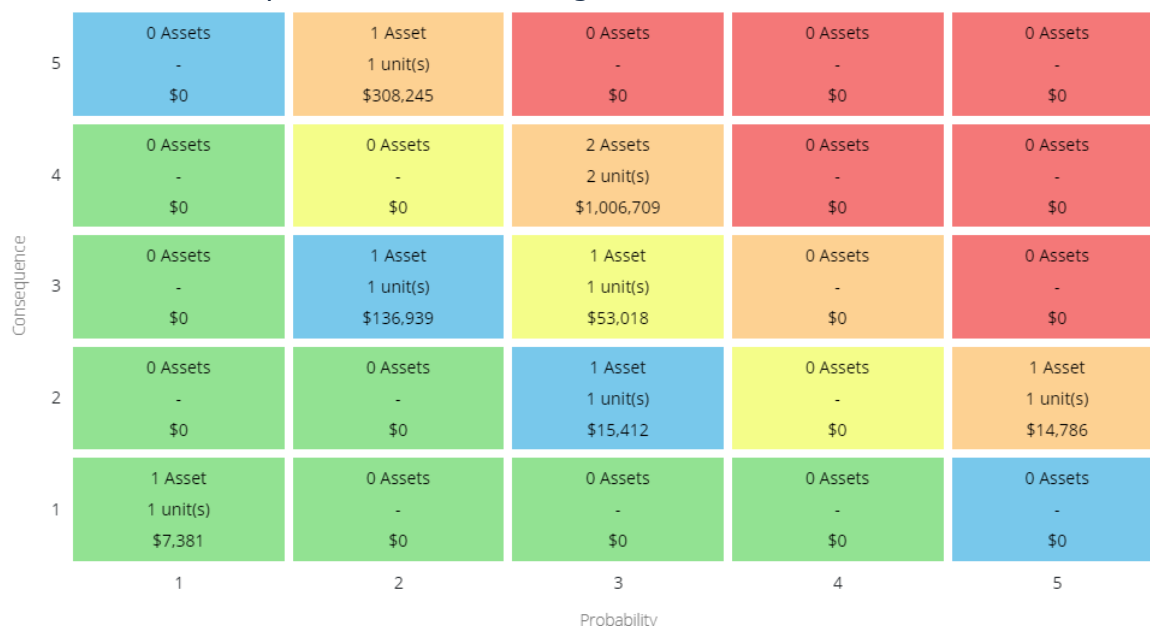 0 Assets 1 Asset 0 Assets 0 Assets 0 Assets
5 - 1 unit(s) - - -
$0 $308,245 $0 $0 $0
0 Assets 0 Assets 2 Assets 0 Assets 0 Assets
4 - - 2 unit(s) - -
$0 $0 $1,006,709 $0 $0
Consequence
0 Assets 1 Asset 1 Asset 0 Assets 0 Assets
3 - 1 unit(s) 1 unit(s) - -
$0 $136,939 $53,018 $0 $0
0 Assets 0 Assets 1 Asset 0 Assets 1 Asset
2 - - 1 unit(s) - 1 unit(s)
$0 $0 $15,412 $0 $14,786
1 Asset 0 Assets 0 Assets 0 Assets 0 Assets
1 1 unit(s) - - - -
$7,381 $0 $0 $0 $0
1 2 3 4 5
Probability